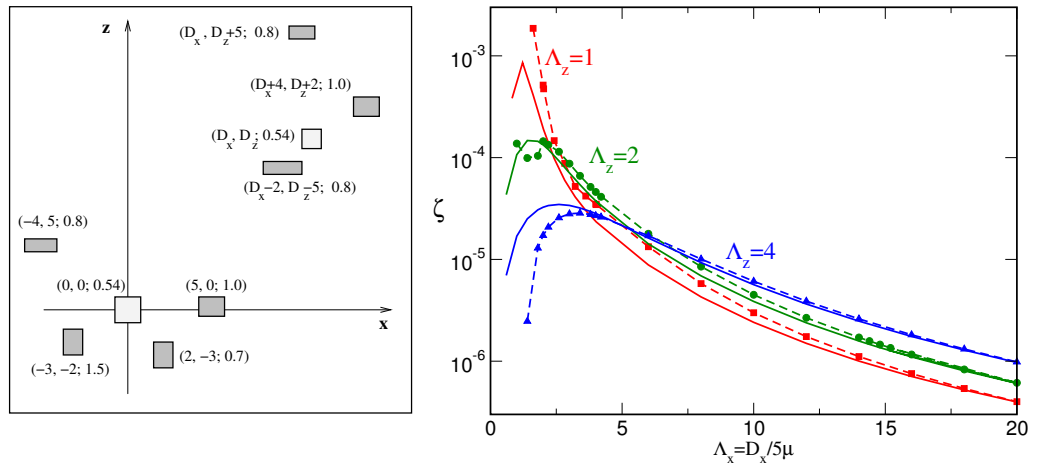 z
(D_x, D_z+5; 0.8)
(D_x+4, D_z+2; 1.0)
(D_x, D_z; 0.54)
(D_x−2, D_z−5; 0.8)
(−4, 5; 0.8)
(0, 0; 0.54)
(5, 0; 1.0)
x
(−3, −2; 1.5)
(2, −3; 0.7)
10^{-3}
10^{-4}
10^{-5}
10^{-6}
ζ
Λ_z=1
Λ_z=2
Λ_z=4
0 5 10 15 20
Λ_x=D_x/5μ